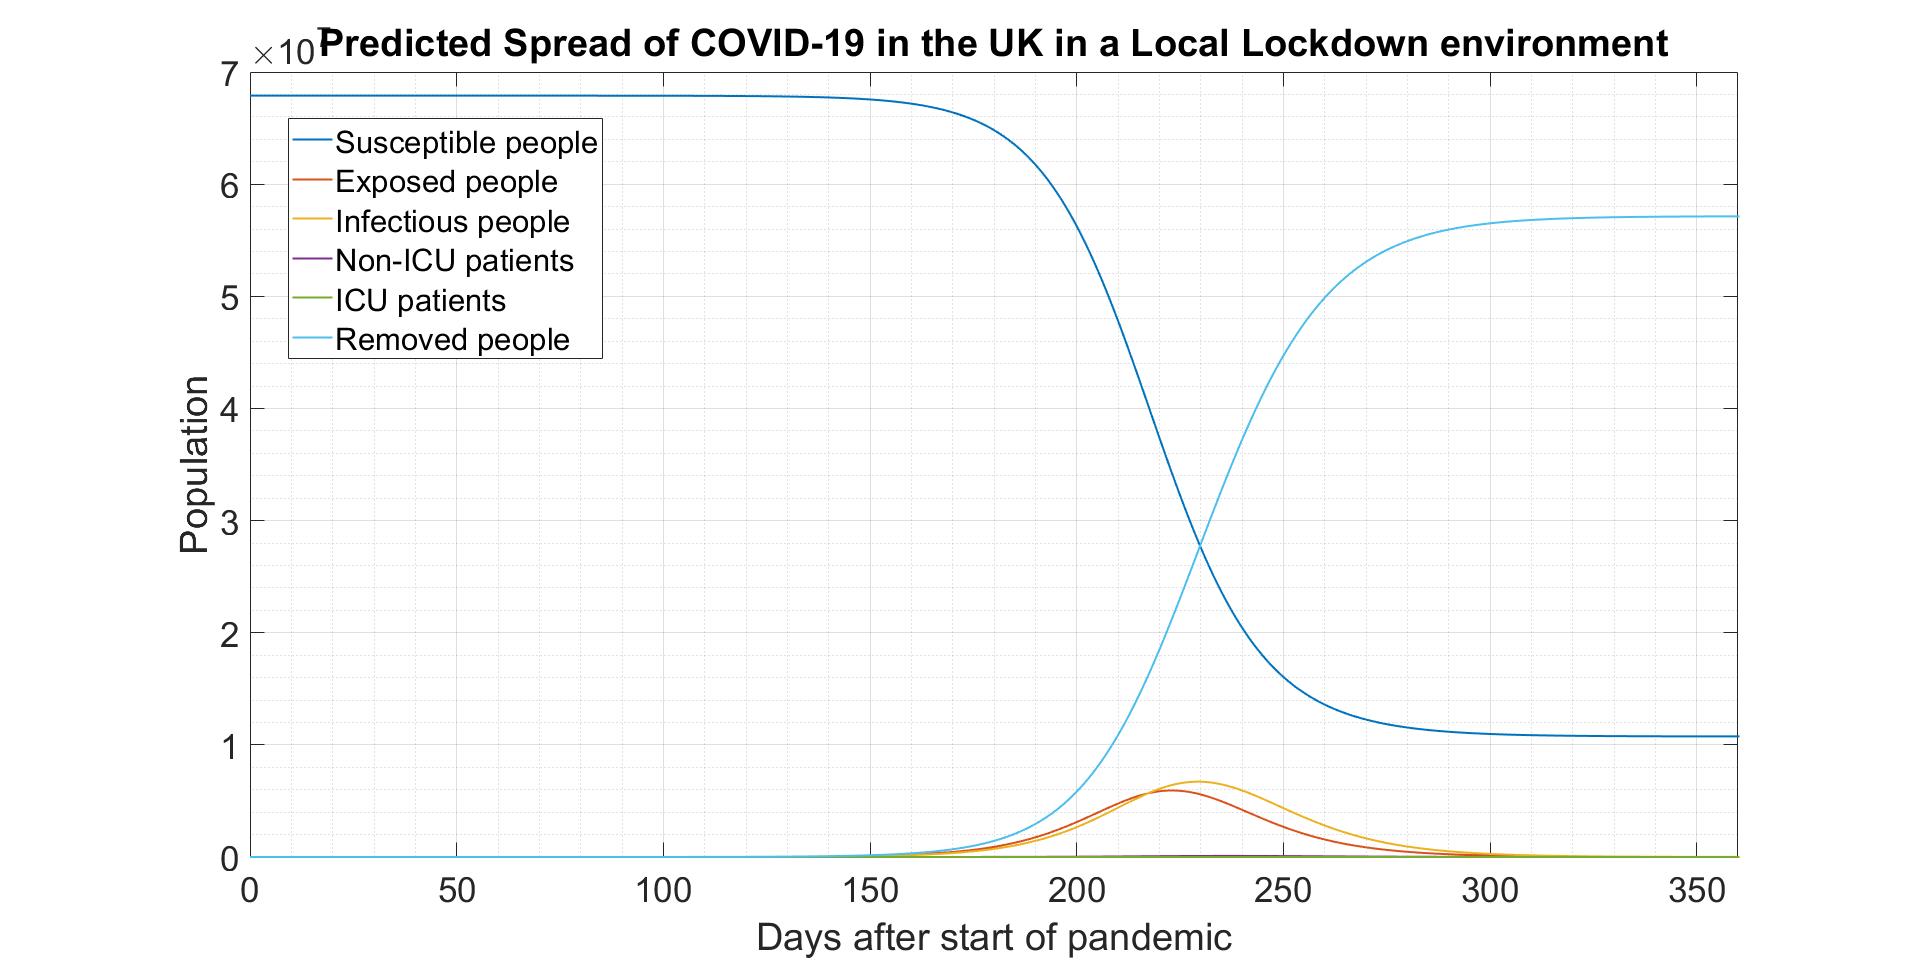 Predicted Spread of COVID-19 in the UK in a Local Lockdown environment
×10⁷
7
6
5
4
3
2
1
0
Population
Susceptible people
Exposed people
Infectious people
Non-ICU patients
ICU patients
Removed people
0 50 100 150 200 250 300 350
Days after start of pandemic